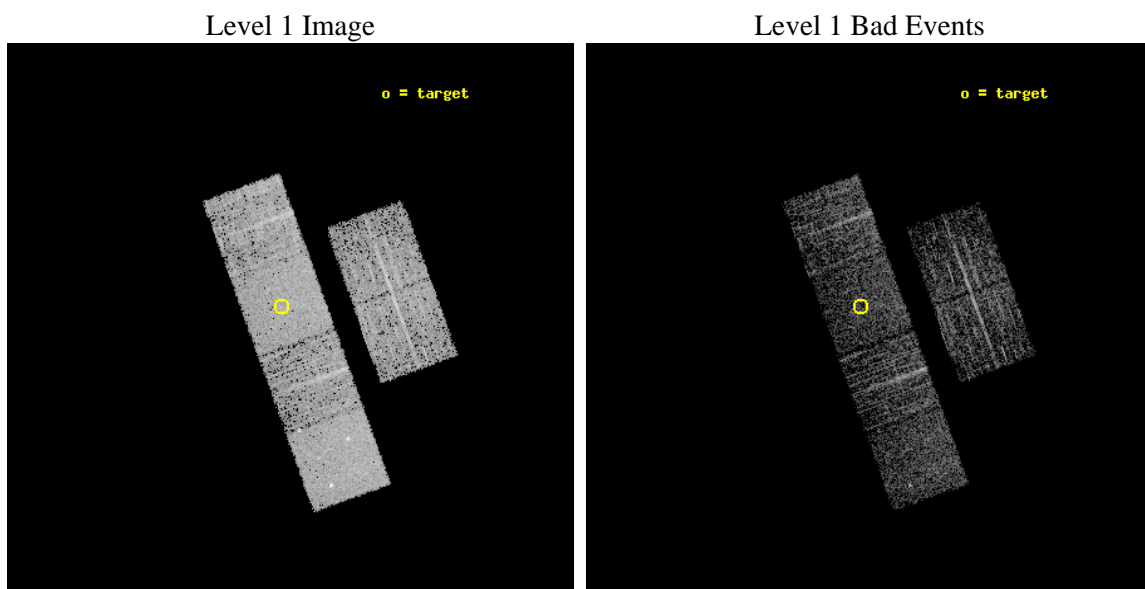 Level 1 Image
Level 1 Bad Events
o = target
o = target